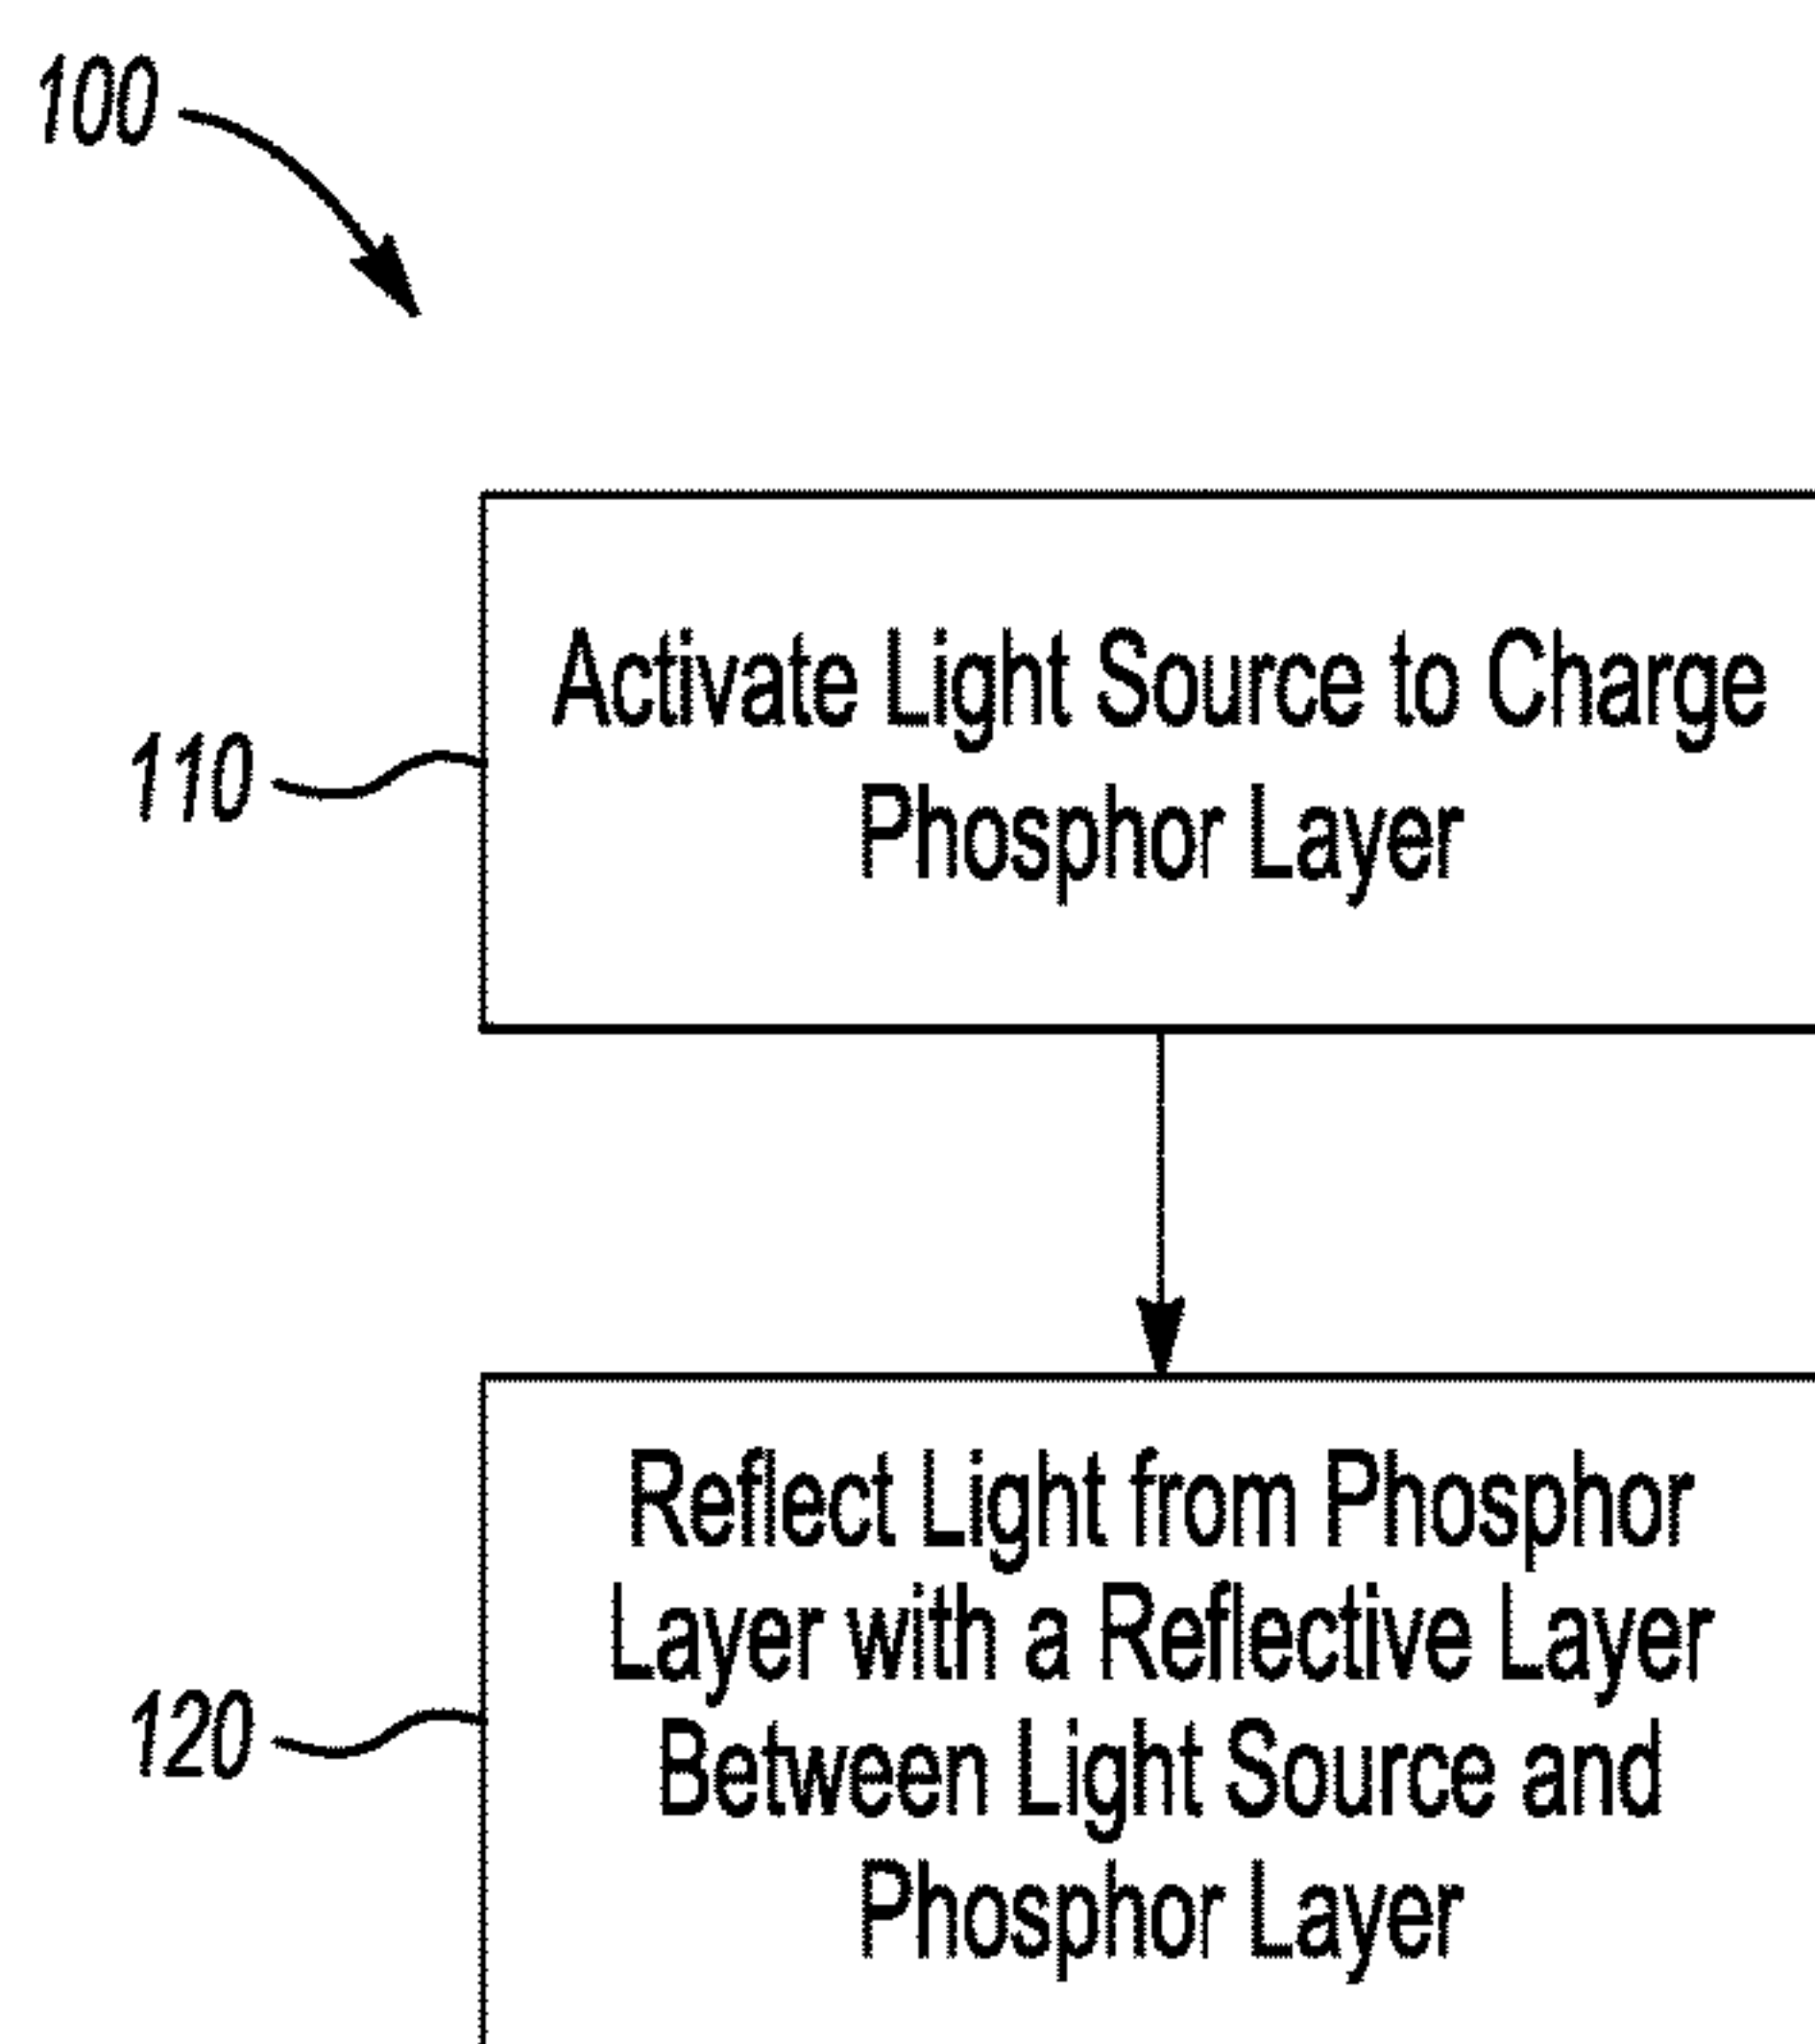 100
Activate Light Source to Charge
Phosphor Layer
110
Reflect Light from Phosphor
Layer with a Reflective Layer
Between Light Source and
Phosphor Layer
120